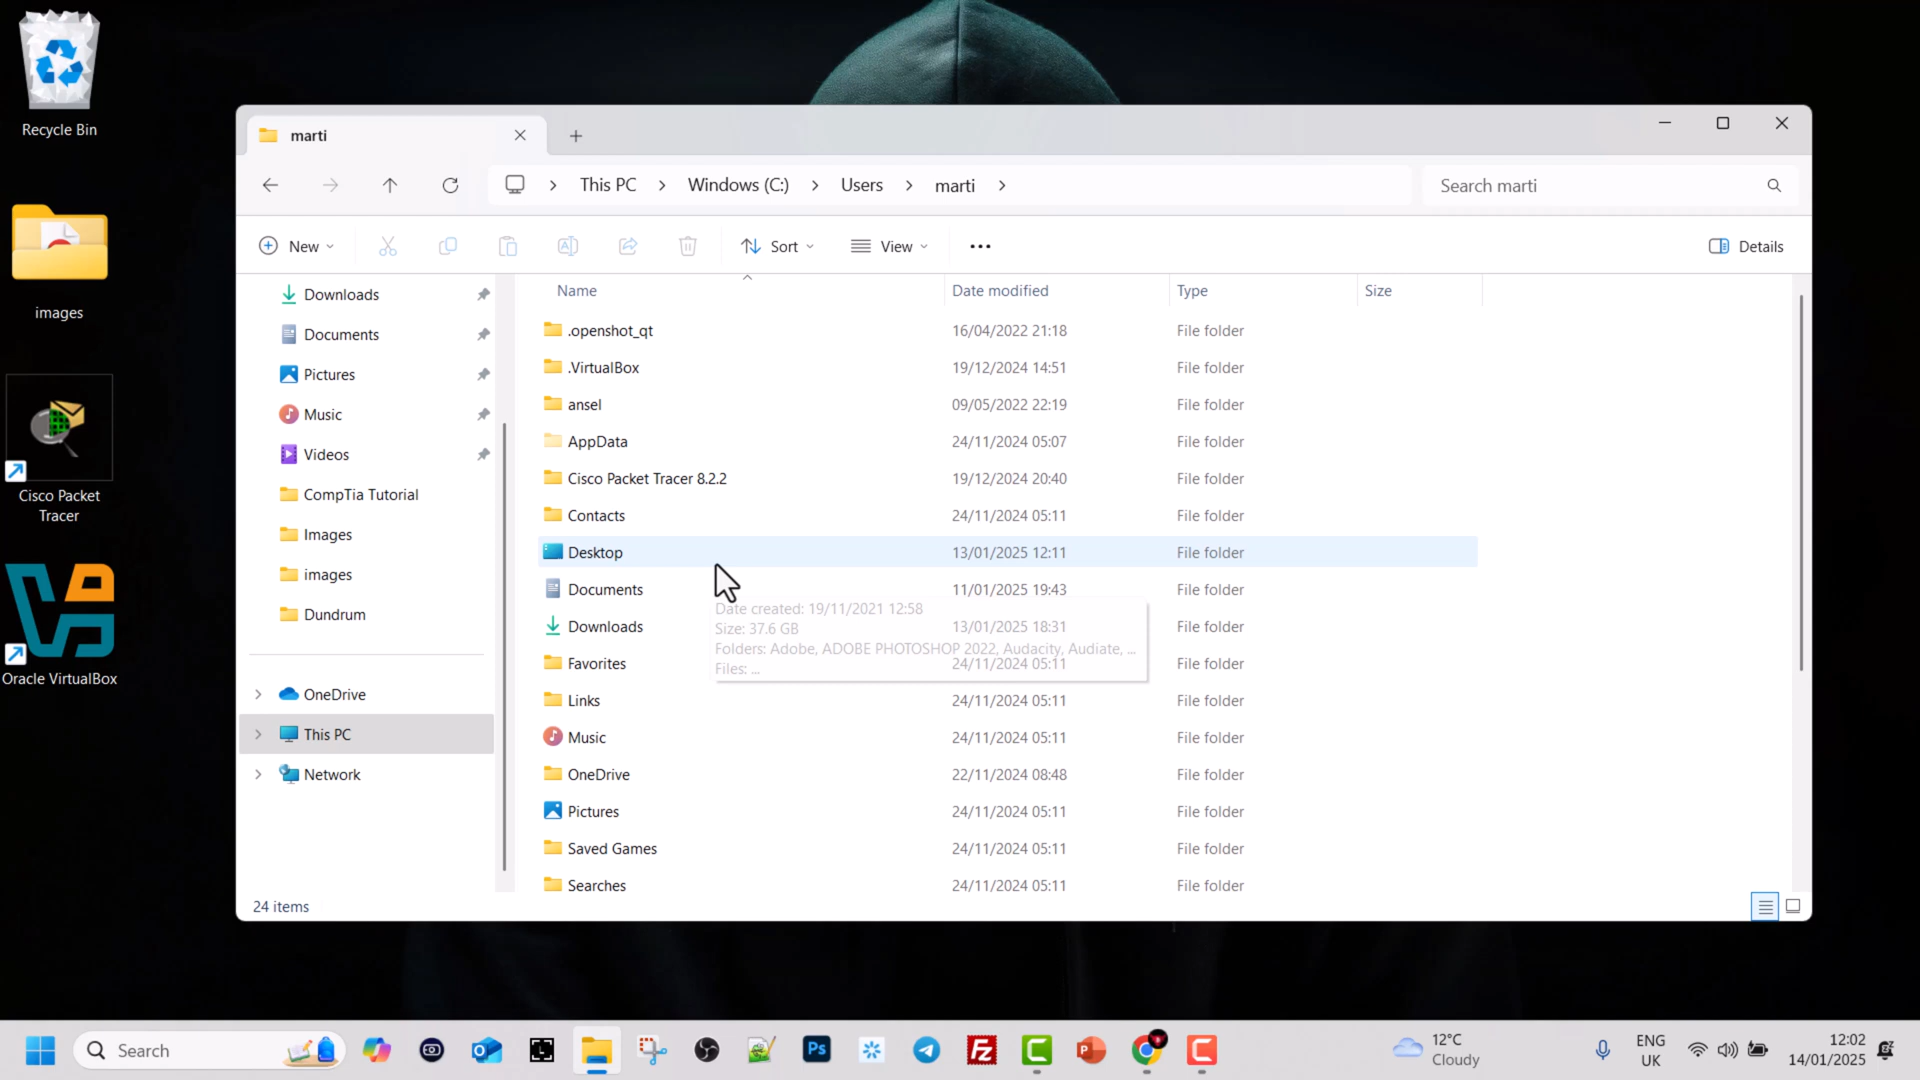 Recycle Bin
images
Cisco Packet
Tracer
Oracle VirtualBox
marti
This PC
Windows (C:)
Users
marti
Search marti
New
Sort
View
Details
Downloads
Documents
Pictures
Music
Videos
CompTia Tutorial
Images
images
Dundrum
OneDrive
This PC
Network
Name Date modified Type Size
.openshot_qt 16/04/2022 21:18 File folder
.VirtualBox 19/12/2024 14:51 File folder
ansel 09/05/2022 22:19 File folder
AppData 24/11/2024 05:07 File folder
Cisco Packet Tracer 8.2.2 19/12/2024 20:40 File folder
Contacts 24/11/2024 05:11 File folder
Desktop 13/01/2025 12:11 File folder
Documents 11/01/2025 19:43 File folder
Date created: 19/11/2021 12:58
Downloads 13/01/2025 18:31 File folder
Size: 37.6 GB
Folders: Adobe, ADOBE PHOTOSHOP 2022, Audacity, Audiate, ...
Favorites 24/11/2024 05:11 File folder
Files: ...
Links 24/11/2024 05:11 File folder
Music 24/11/2024 05:11 File folder
OneDrive 22/11/2024 08:48 File folder
Pictures 24/11/2024 05:11 File folder
Saved Games 24/11/2024 05:11 File folder
Searches 24/11/2024 05:11 File folder
24 items
Search
Ps
Fz
C
P
C
12°C
Cloudy
ENG
UK
12:02
14/01/2025